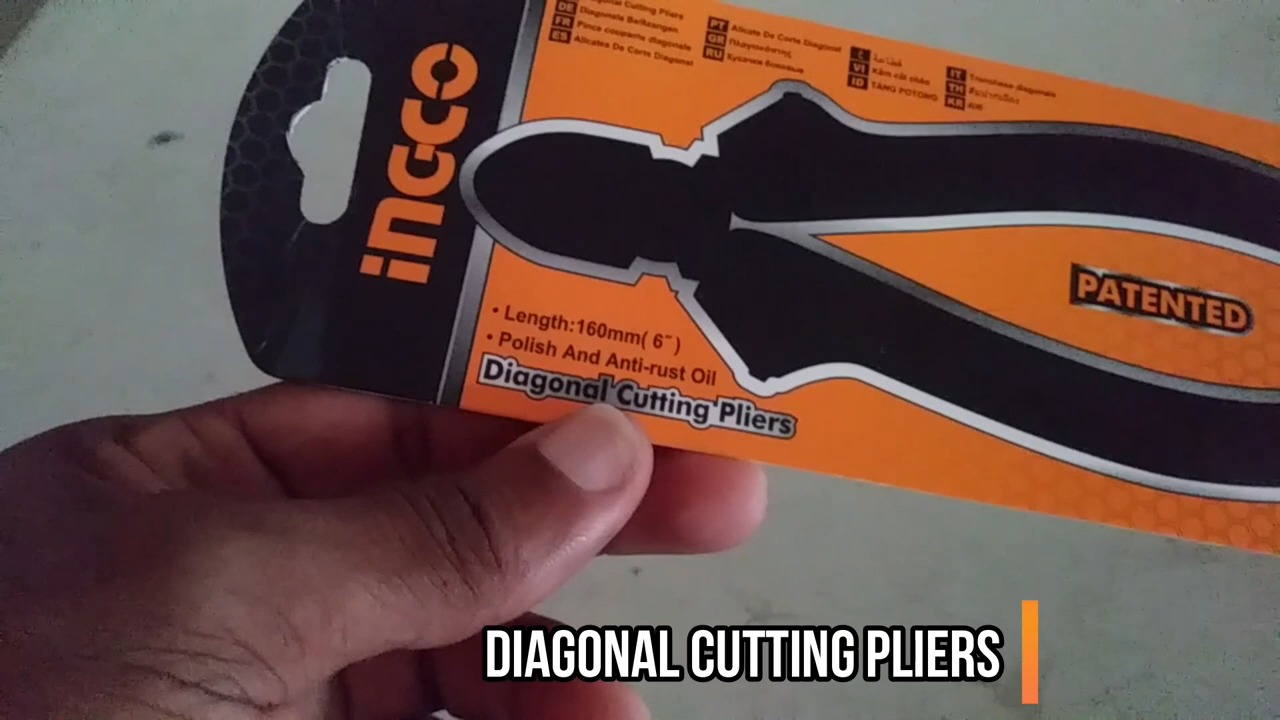 INGCO
Diagonal Cutting Pliers
DE Diagonale Beißzangen
FR Pince coupante diagonale
ES Alicates De Corte Diagonal
PT Alicate De Corte Diagonal
GR
RU Кусачки боковые
VI Kềm cắt chéo
ID TANG POTONG
IT Tronchese diagonale
TH
KR
PATENTED
• Length:160mm( 6″ )
• Polish And Anti-rust Oil
Diagonal Cutting Pliers
DIAGONAL CUTTING PLIERS